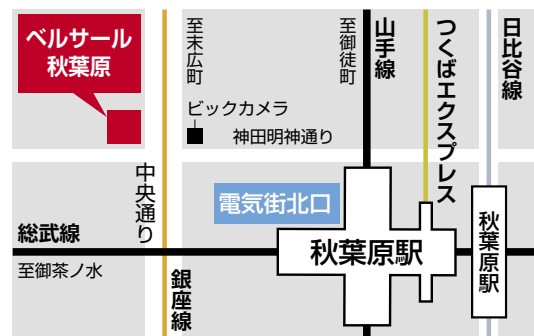 ベルサール
秋葉原
至末広町
ビックカメラ
神田明神通り
至御徒町
山手線
つくばエクスプレス
日比谷線
中央通り
電気街北口
総武線
至御茶ノ水
銀座線
秋葉原駅
秋葉原駅